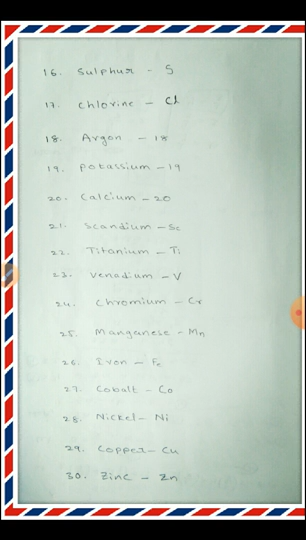 16. Sulphur - S
17. Chlorine - Cl
18. Argon - 18
19. Potassium - 19
20. Calcium - 20
21. Scandium - Sc
22. Titanium - Ti
23. Venadium - V
24. Chromium - Cr
25. Manganese - Mn
26. Iron - Fe
27. Cobalt - Co
28. Nickel - Ni
29. Copper - Cu
30. Zinc - Zn